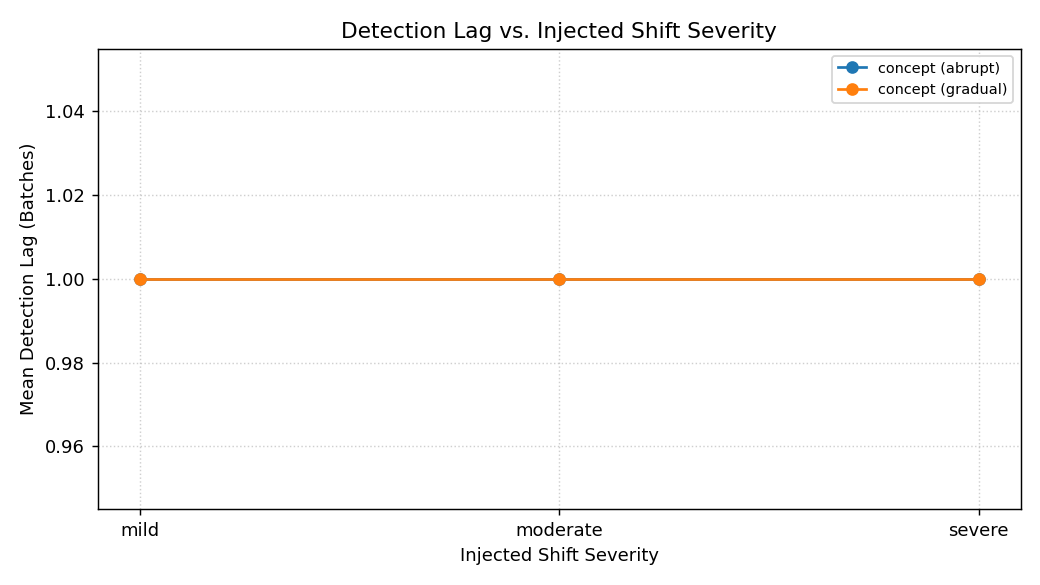 Detection Lag vs. Injected Shift Severity
concept (abrupt)
concept (gradual)
Mean Detection Lag (Batches)
1.04
1.02
1.00
0.98
0.96
mild
moderate
severe
Injected Shift Severity